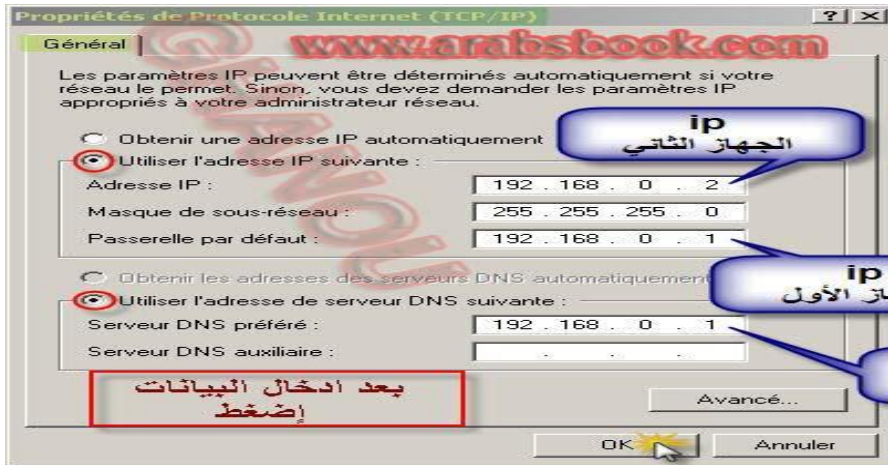 Propriétés de Protocole Internet (TCP/IP)
Général
www.arabsbook.com
Les paramètres IP peuvent être déterminés automatiquement si votre
réseau le permet. Sinon, vous devez demander les paramètres IP
appropriés à votre administrateur réseau.
Obtenir une adresse IP automatiquement
ip
الجهاز الثاني
Utiliser l'adresse IP suivante :
Adresse IP : 192 . 168 . 0 . 2
Masque de sous-réseau : 255 . 255 . 255 . 0
Passerelle par défaut : 192 . 168 . 0 . 1
Obtenir les adresses des serveurs DNS automatiquement
ip
الأول
Utiliser l'adresse de serveur DNS suivante :
Serveur DNS préféré : 192 . 168 . 0 . 1
Serveur DNS auxiliaire : . . .
بعد ادخال البيانات
إضغط
Avancé...
OK
Annuler
GHANOU